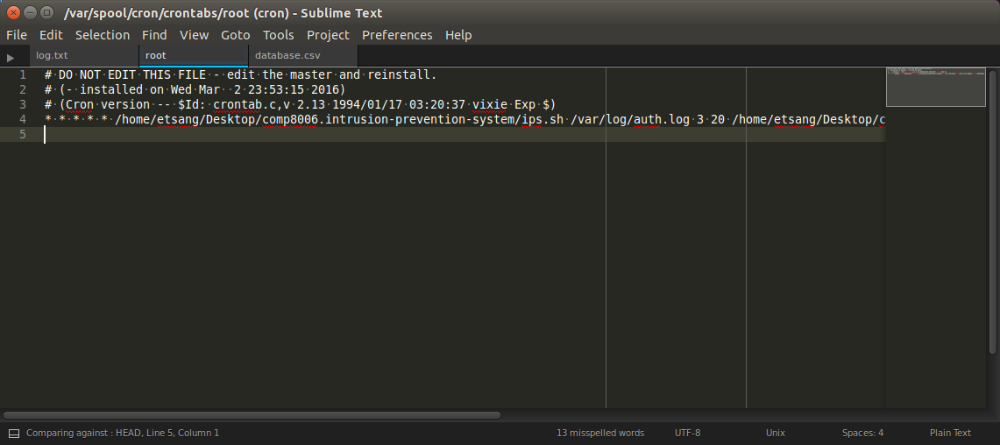 /var/spool/cron/crontabs/root (cron) - Sublime Text
File Edit Selection Find View Goto Tools Project Preferences Help
log.txt root database.csv
1 # DO NOT EDIT THIS FILE - edit the master and reinstall.
2 # (- installed on Wed Mar  2 23:53:15 2016)
3 # (Cron version -- $Id: crontab.c,v 2.13 1994/01/17 03:20:37 vixie Exp $)
4 * * * * * /home/etsang/Desktop/comp8006.intrusion-prevention-system/ips.sh /var/log/auth.log 3 20 /home/etsang/Desktop/c
5
Comparing against : HEAD, Line 5, Column 1 13 misspelled words UTF-8 Unix Spaces: 4 Plain Text